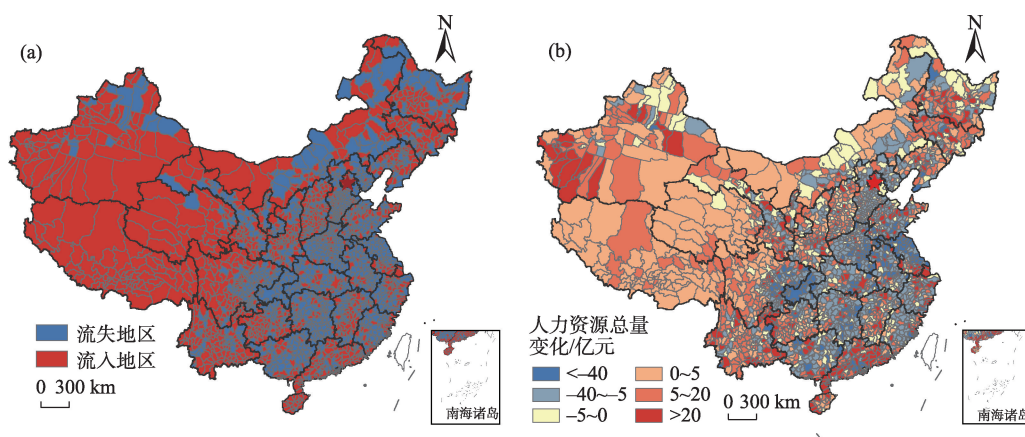 (a)
N
流失地区
流入地区
0 300 km
南海诸岛
(b)
N
人力资源总量
变化/亿元
<–40
–40~–5
–5~0
0~5
5~20
>20
0 300 km
南海诸岛